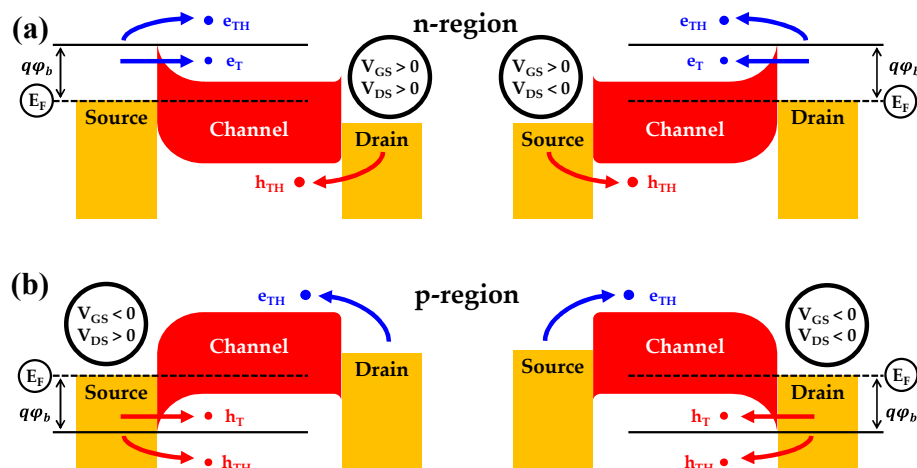 (a)
n-region
e_TH
e_T
qφ_b
E_F
Source
Channel
Drain
h_TH
V_GS > 0
V_DS > 0
e_TH
e_T
qφ_b
E_F
Source
Channel
Drain
h_TH
V_GS > 0
V_DS < 0
(b)
p-region
V_GS < 0
V_DS > 0
e_TH
Channel
E_F
Source
Drain
qφ_b
h_T
h_TH
e_TH
V_GS < 0
V_DS < 0
Channel
Source
Drain
E_F
qφ_b
h_T
h_TH